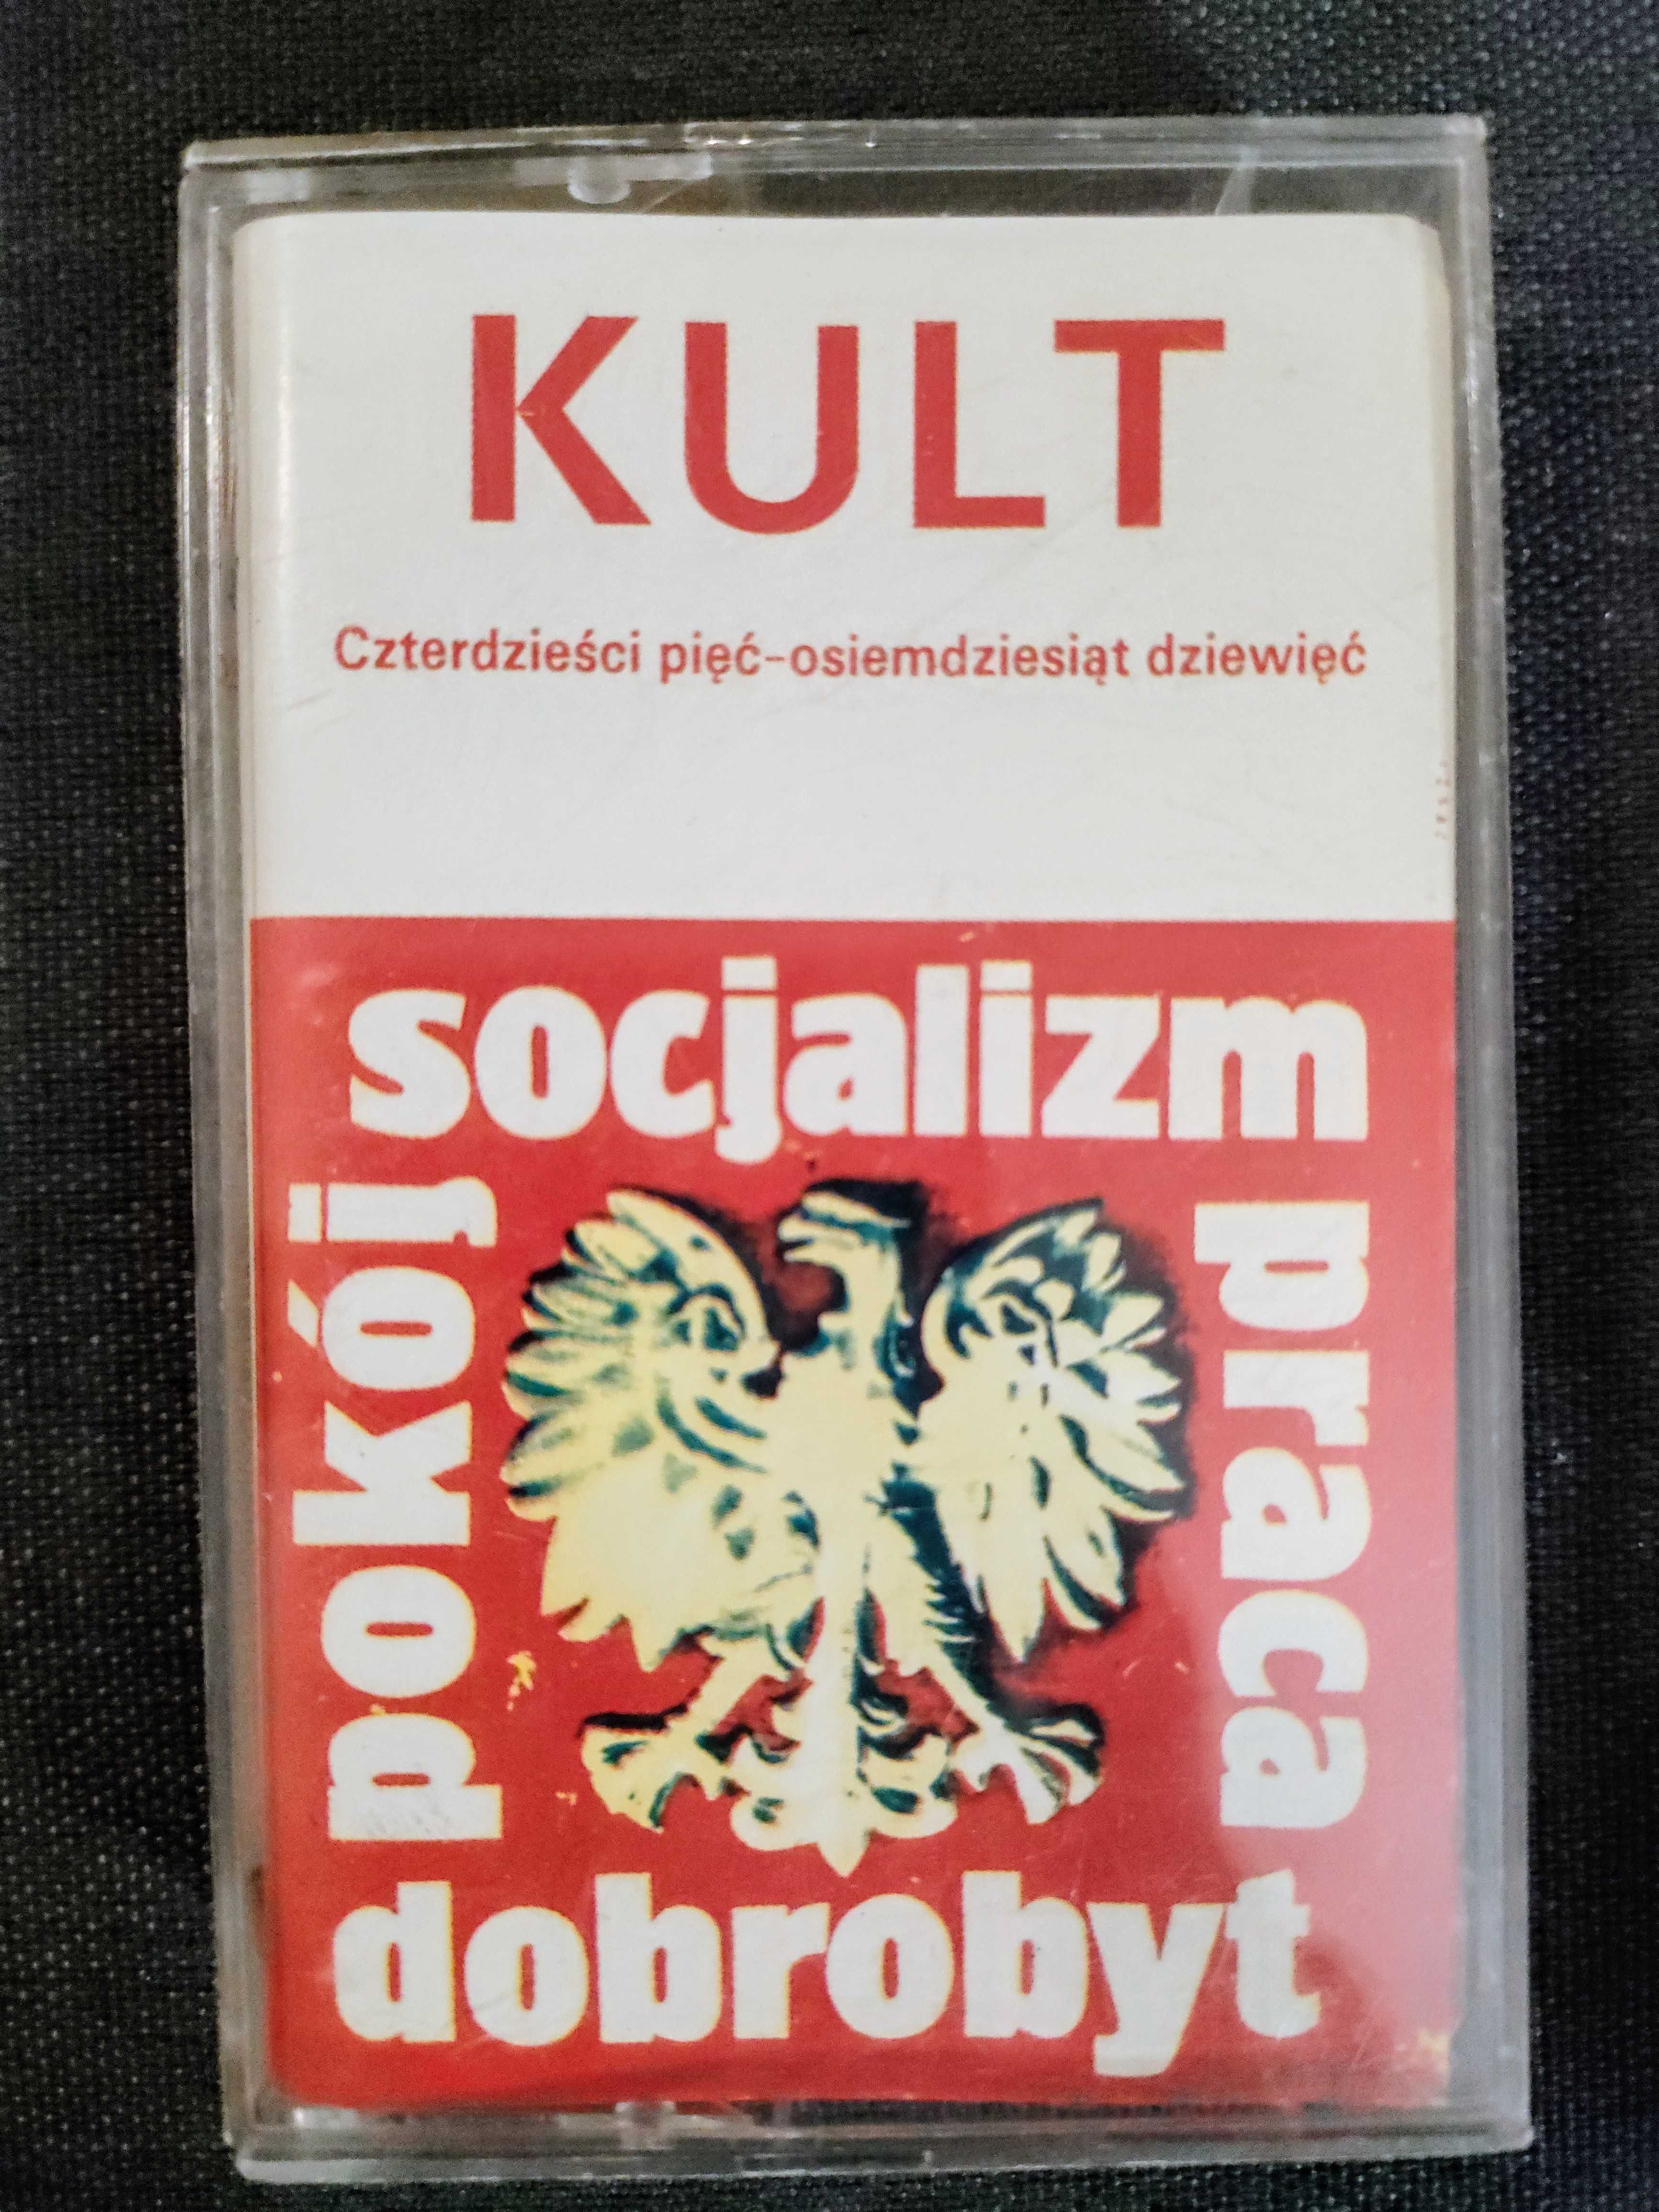 KULT
Czterdzieści pięć-osiemdziesiąt dziewięć
socjalizm
pokój
praca
dobrobyt